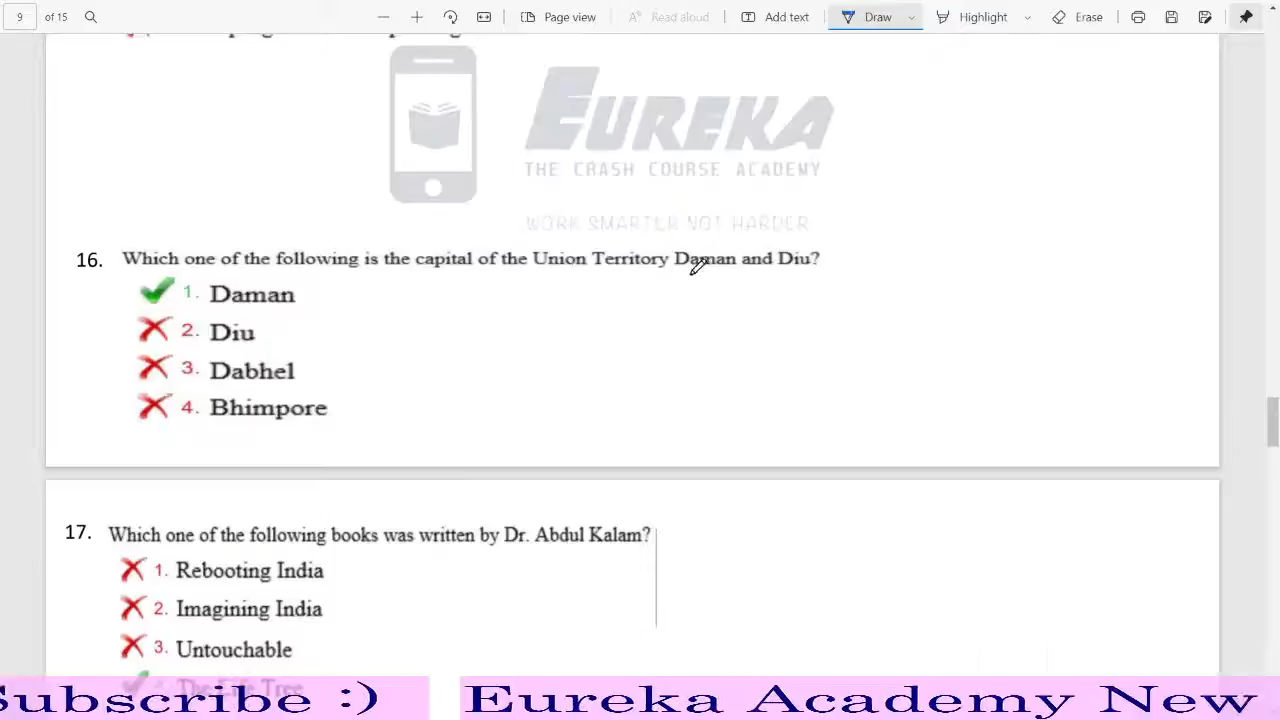 9 of 15 Page view Read aloud Add text Draw Highlight Erase
EUREKA
THE CRASH COURSE ACADEMY
WORK SMARTER NOT HARDER
16. Which one of the following is the capital of the Union Territory Daman and Diu?
1. Daman
2. Diu
3. Dabhel
4. Bhimpore
17. Which one of the following books was written by Dr. Abdul Kalam?
1. Rebooting India
2. Imagining India
3. Untouchable
The Life Tree
Subscribe :) Eureka Academy New